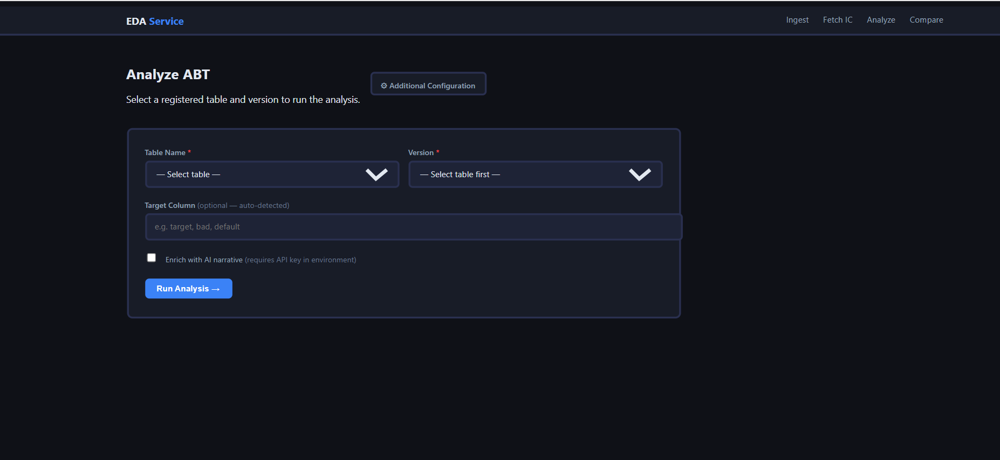 EDA Service
Ingest Fetch IC Analyze Compare
Analyze ABT
⚙ Additional Configuration
Select a registered table and version to run the analysis.
Table Name * Version *
— Select table — — Select table first —
Target Column (optional — auto-detected)
e.g. target, bad, default
Enrich with AI narrative (requires API key in environment)
Run Analysis →